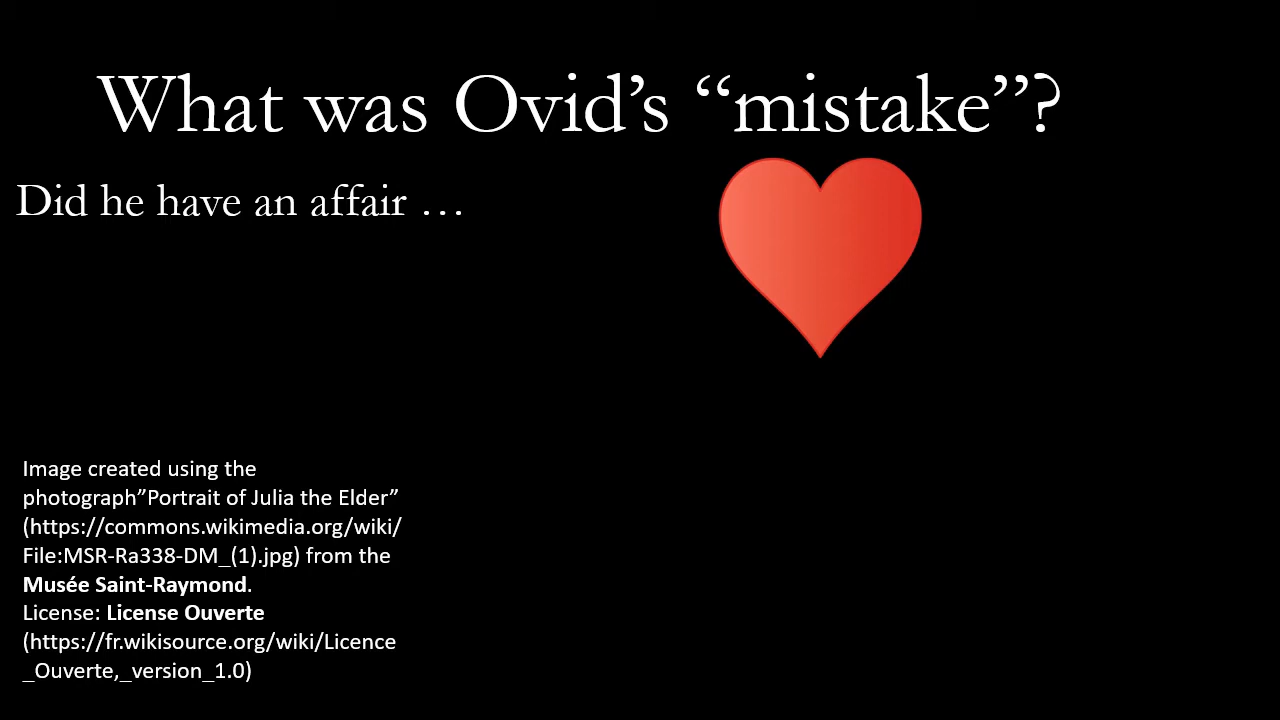 What was Ovid’s “mistake”?
Did he have an affair …
Image created using the
photograph”Portrait of Julia the Elder”
(https://commons.wikimedia.org/wiki/
File:MSR-Ra338-DM_(1).jpg) from the
Musée Saint-Raymond.
License: License Ouverte
(https://fr.wikisource.org/wiki/Licence
_Ouverte,_version_1.0)